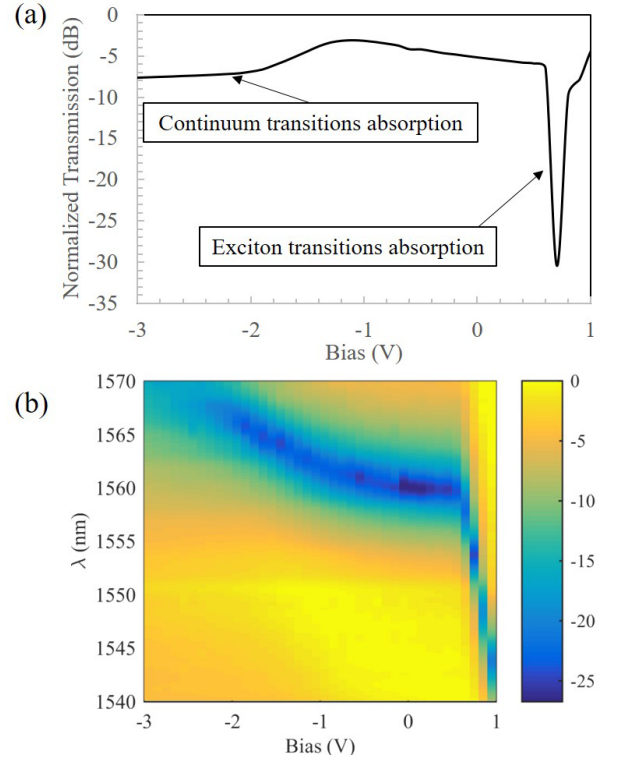 (a)
Normalized Transmission (dB)
0
-5
-10
-15
-20
-25
-30
-35
Continuum transitions absorption
Exciton transitions absorption
-3 -2 -1 0 1
Bias (V)
(b)
λ (nm)
1570
1565
1560
1555
1550
1545
1540
-3 -2 -1 0 1
Bias (V)
0
-5
-10
-15
-20
-25